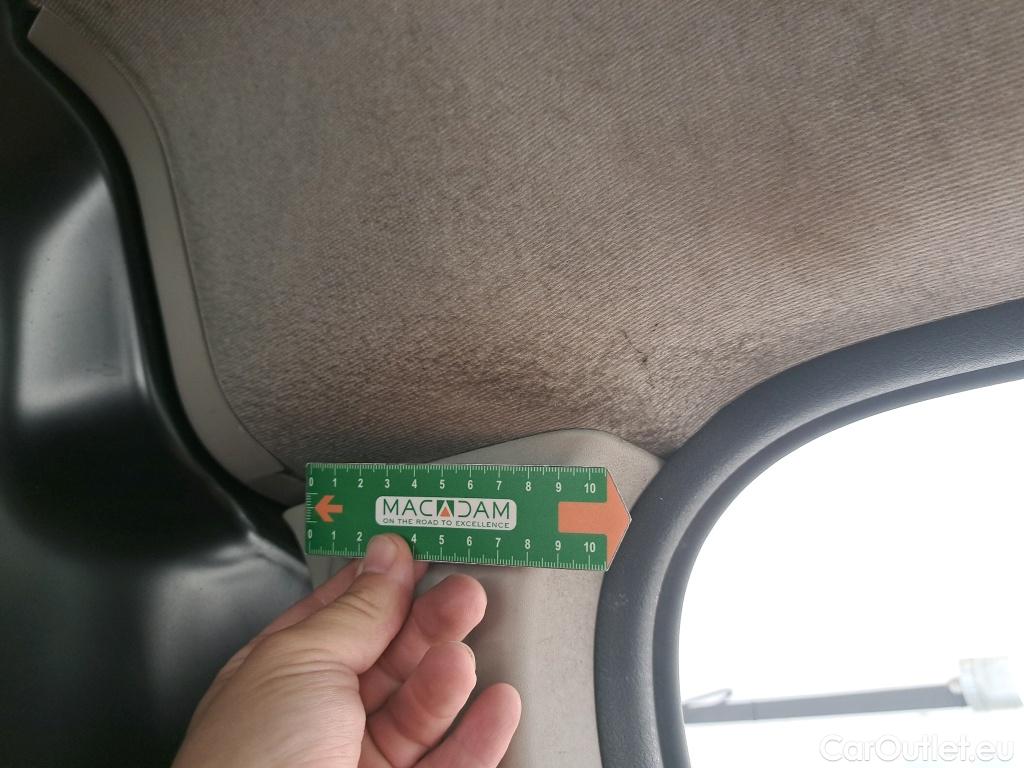 0 1 2 3 4 5 6 7 8 9 10
MACADAM
ON THE ROAD TO EXCELLENCE
0 1 2 4 5 6 7 8 9 10
CarOutlet.eu